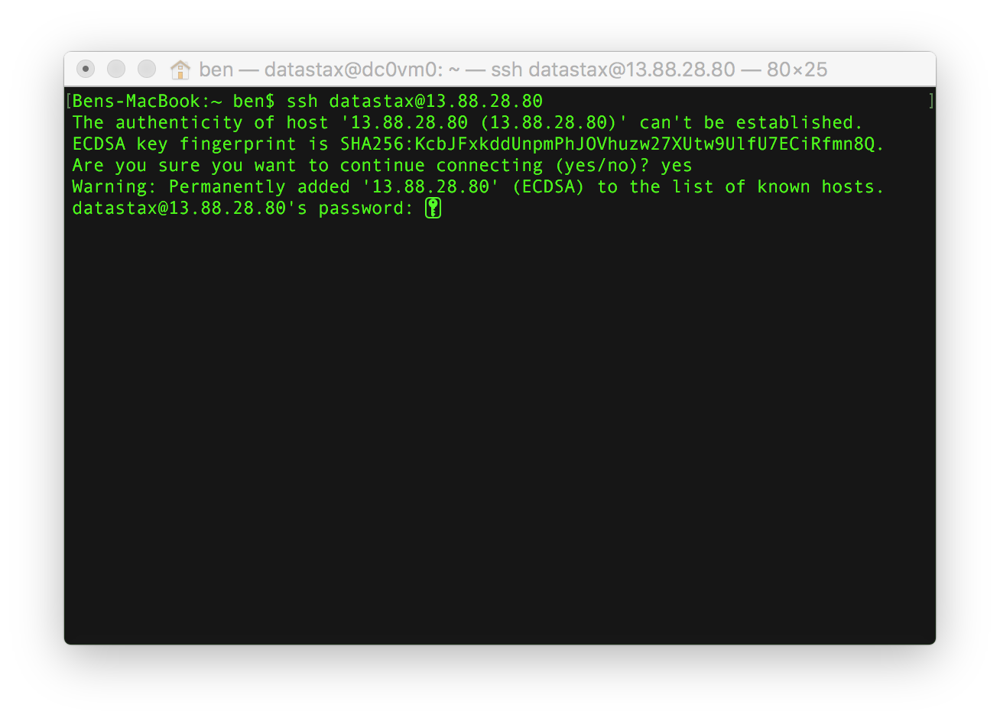 ben — datastax@dc0vm0: ~ — ssh datastax@13.88.28.80 — 80×25
[Bens-MacBook:~ ben$ ssh datastax@13.88.28.80 ]
The authenticity of host '13.88.28.80 (13.88.28.80)' can't be established.
ECDSA key fingerprint is SHA256:KcbJFxkddUnpmPhJOVhuzw27XUtw9UlfU7ECiRfmn8Q.
Are you sure you want to continue connecting (yes/no)? yes
Warning: Permanently added '13.88.28.80' (ECDSA) to the list of known hosts.
datastax@13.88.28.80's password: